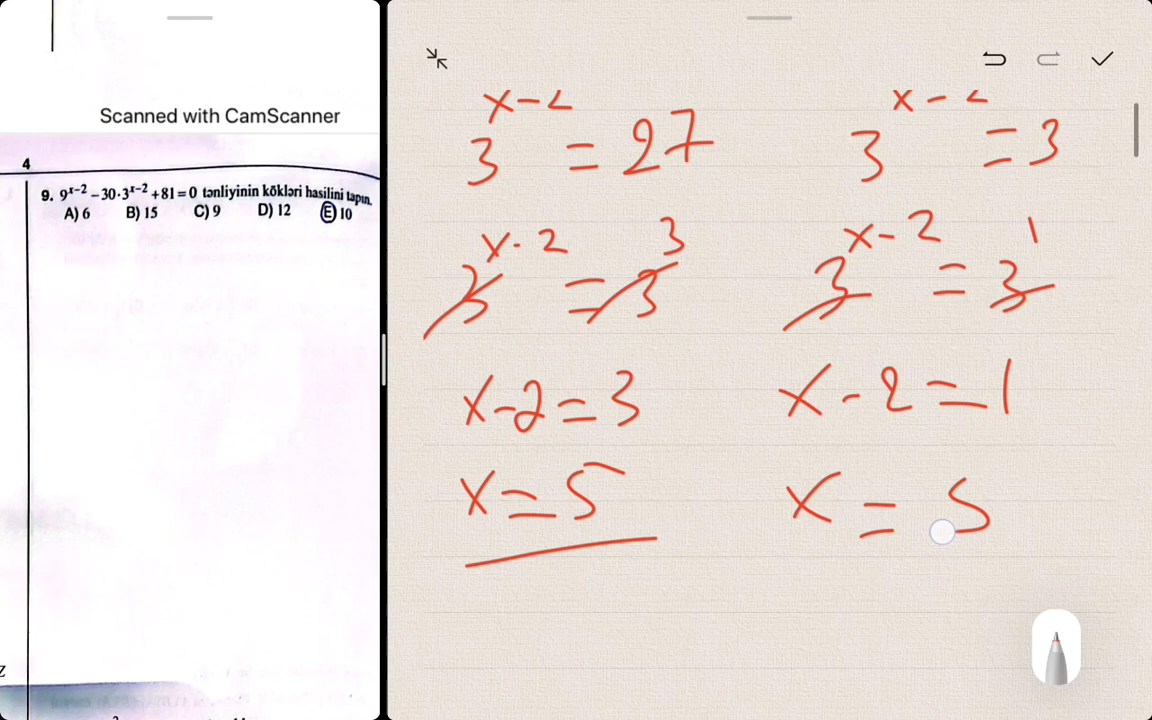 Scanned with CamScanner
4
9. 9^{x-2} - 30·3^{x-2} + 81 = 0 tənliyinin kökləri hasilini tapın.
A) 6 B) 15 C) 9 D) 12 E) 10
3^{x-2} = 27
3^{x-2} = 3^3
x-2=3
x=5
3^{x-2} = 3
3^{x-2} = 3^1
x-2=1
x=